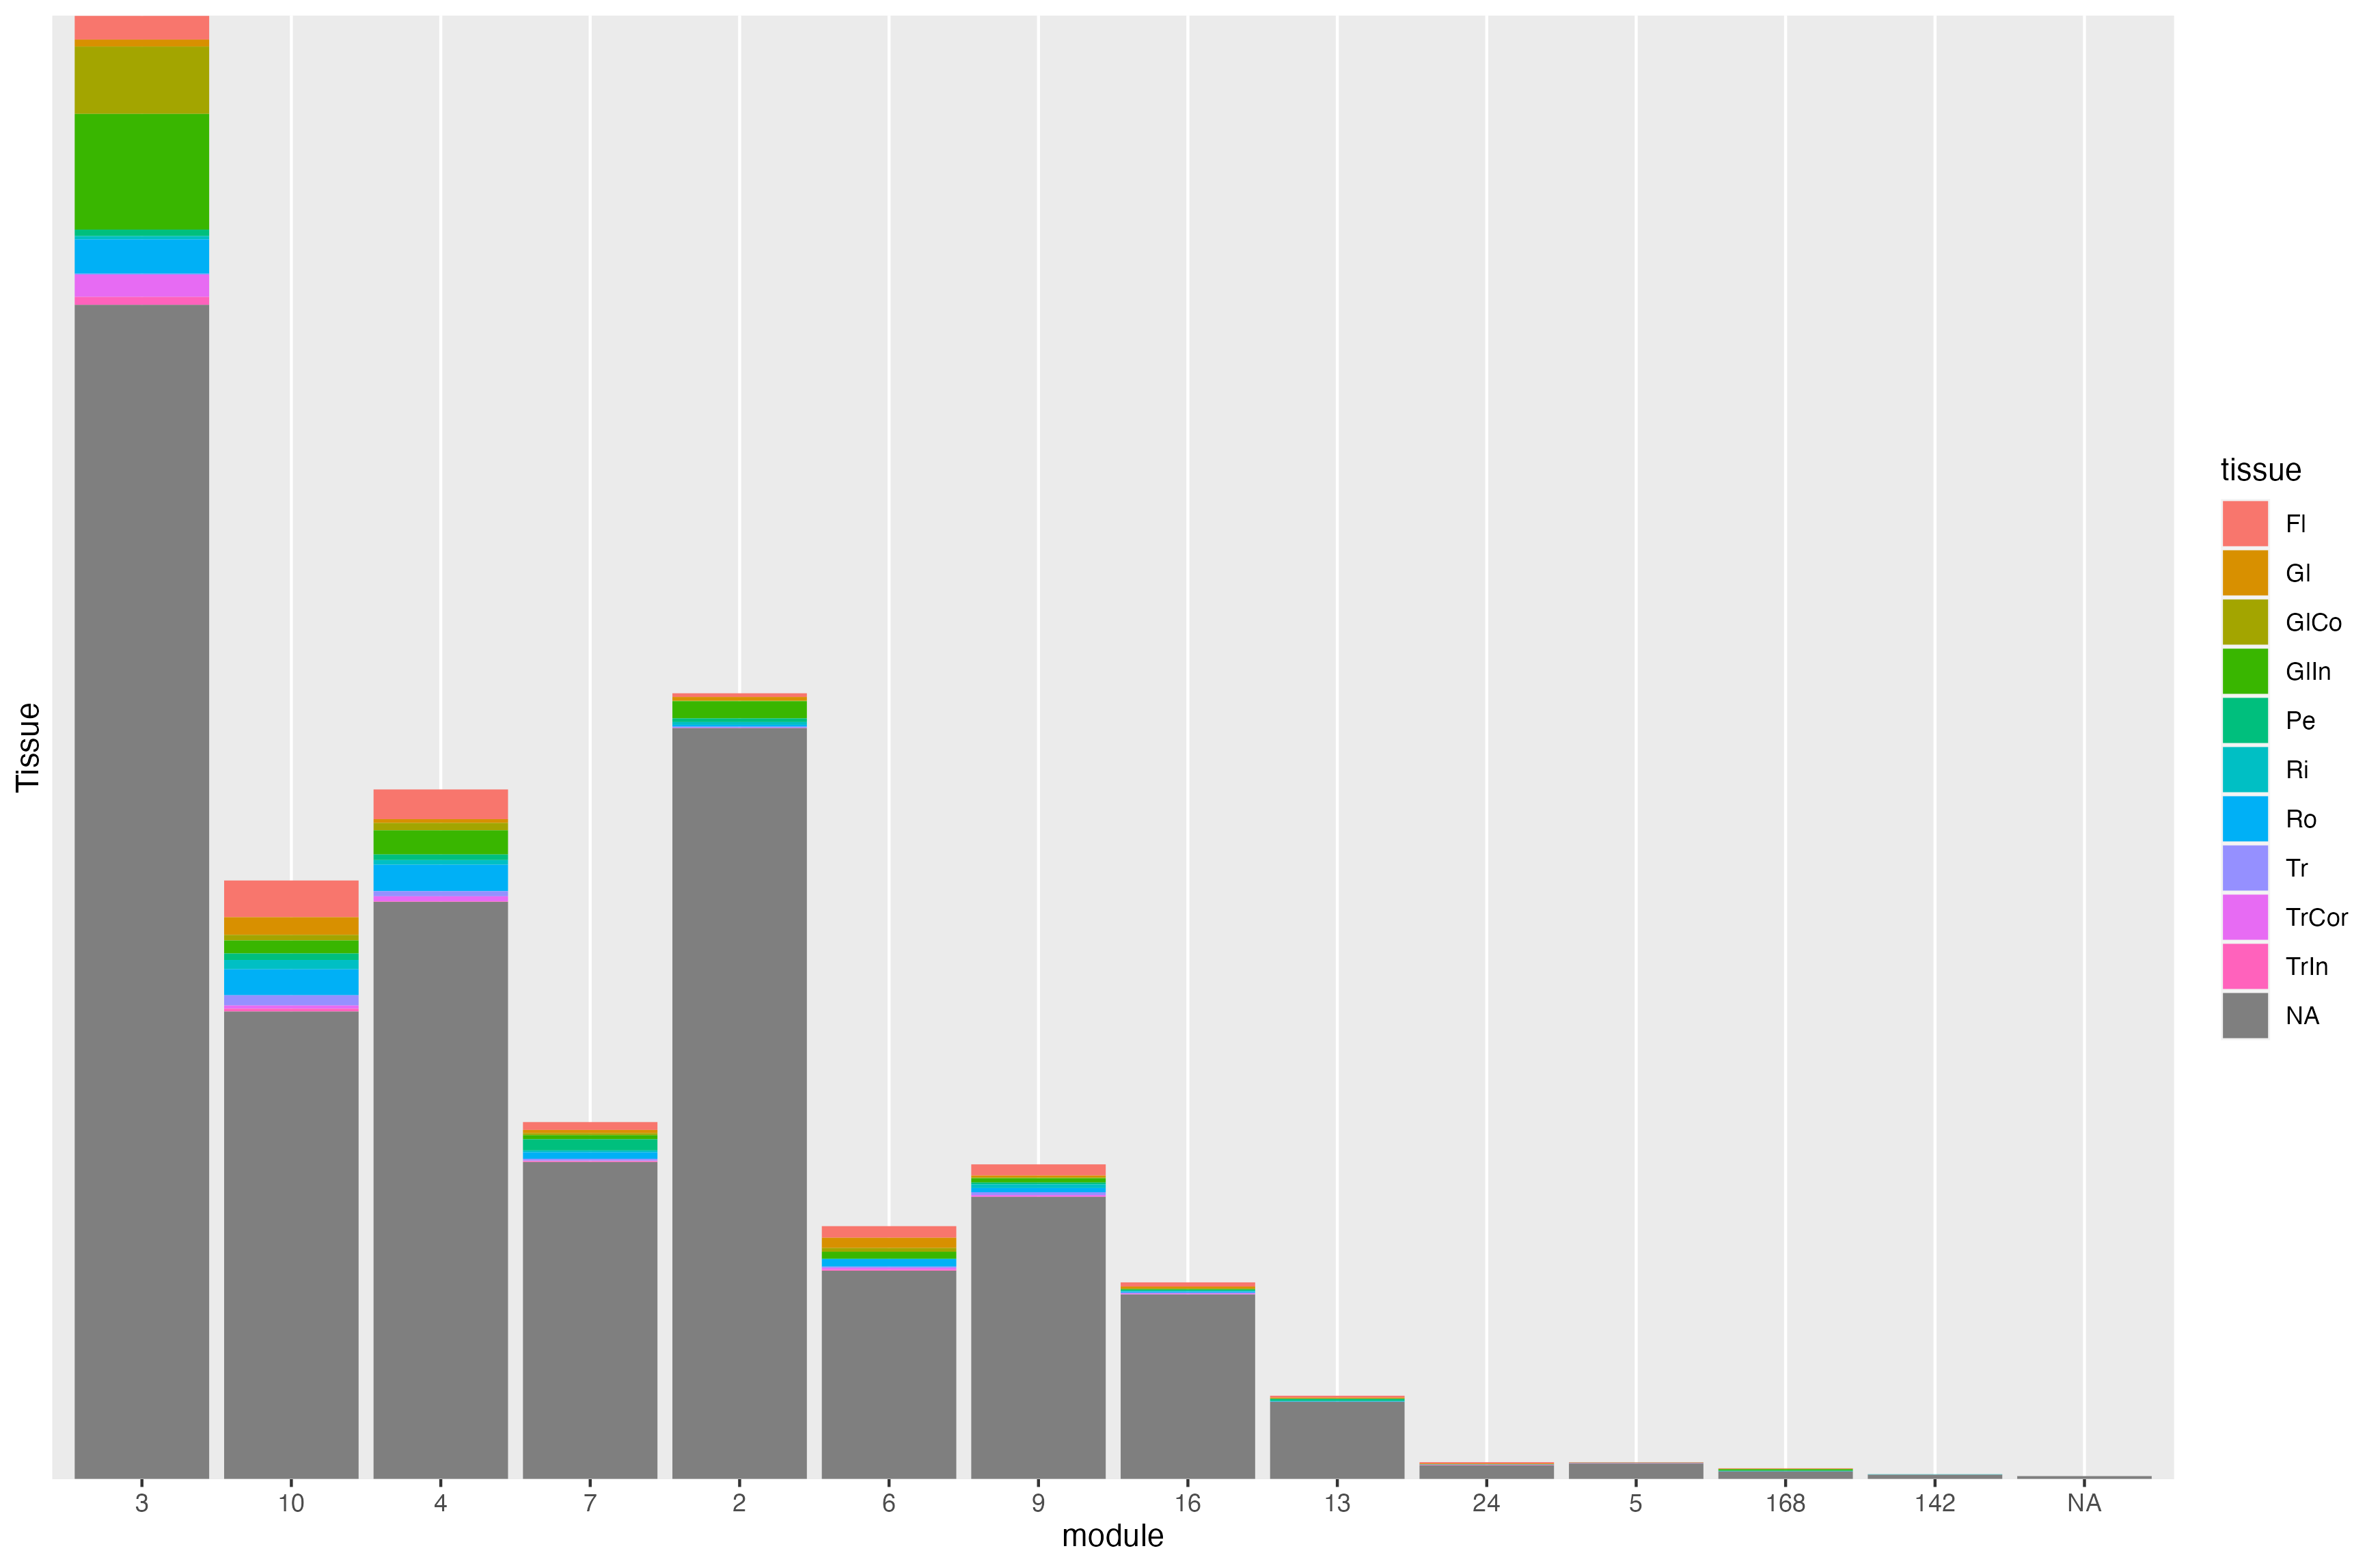 Tissue
3 10 4 7 2 6 9 16 13 24 5 168 142 NA
module
tissue
Fl
Gl
GlCo
GlIn
Pe
Ri
Ro
Tr
TrCor
TrIn
NA